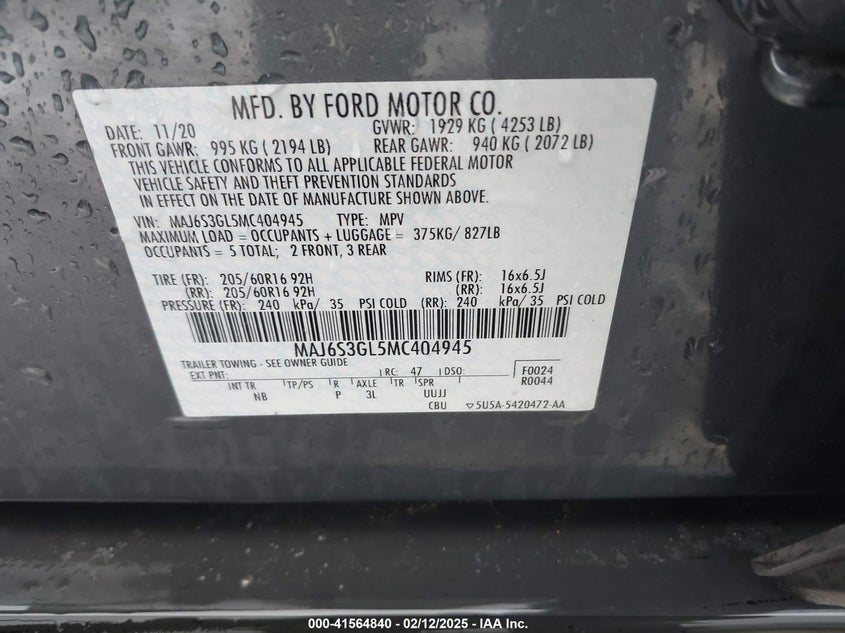 MFD. BY FORD MOTOR CO.
DATE: 11/20 GVWR: 1929 KG ( 4253 LB)
FRONT GAWR: 995 KG ( 2194 LB) REAR GAWR: 940 KG ( 2072 LB)
THIS VEHICLE CONFORMS TO ALL APPLICABLE FEDERAL MOTOR
VEHICLE SAFETY AND THEFT PREVENTION STANDARDS
IN EFFECT ON THE DATE OF MANUFACTURE SHOWN ABOVE.
VIN: MAJ6S3GL5MC404945 TYPE: MPV
MAXIMUM LOAD = OCCUPANTS + LUGGAGE = 375KG/ 827LB
OCCUPANTS = 5 TOTAL; 2 FRONT, 3 REAR
TIRE (FR): 205/60R16 92H RIMS (FR): 16x6.5J
(RR): 205/60R16 92H (RR): 16x6.5J
PRESSURE (FR): 240 kPa/ 35 PSI COLD (RR): 240 kPa/ 35 PSI COLD
MAJ6S3GL5MC404945
TRAILER TOWING - SEE OWNER GUIDE
EXT PNT: RC: 47 DSO: F0024
R0044
INT TR TP/PS R AXLE TR SPR
NB P 3L UUJJ
CBU ▽5U5A-5420472-AA
000-41564840 - 02/12/2025 - IAA Inc.